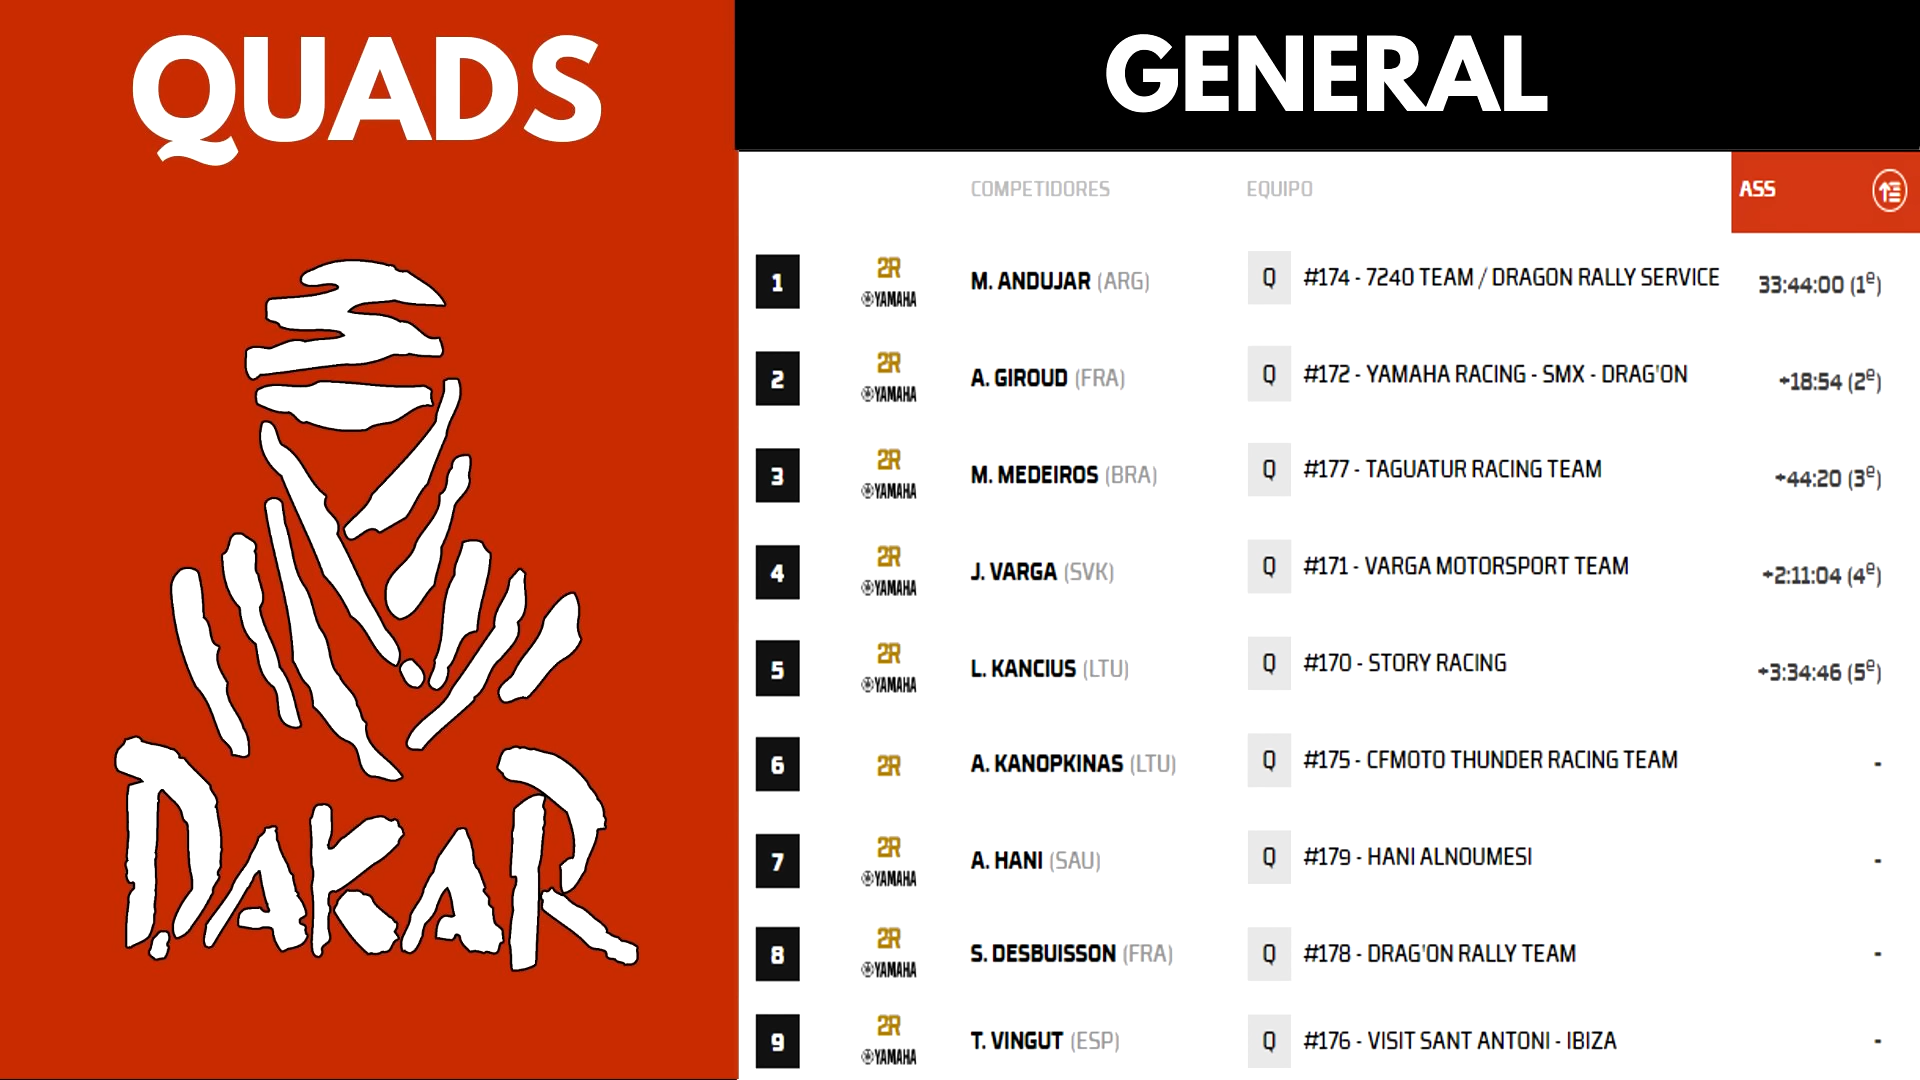 QUADS
DAKAR
GENERAL
COMPETIDORES EQUIPO ASS
1 2R YAMAHA M. ANDUJAR (ARG) Q #174 - 7240 TEAM / DRAGON RALLY SERVICE 33:44:00 (1º)
2 2R YAMAHA A. GIROUD (FRA) Q #172 - YAMAHA RACING - SMX - DRAG'ON +18:54 (2º)
3 2R YAMAHA M. MEDEIROS (BRA) Q #177 - TAGUATUR RACING TEAM +44:20 (3º)
4 2R YAMAHA J. VARGA (SVK) Q #171 - VARGA MOTORSPORT TEAM +2:11:04 (4º)
5 2R YAMAHA L. KANCIUS (LTU) Q #170 - STORY RACING +3:34:46 (5º)
6 2R A. KANOPKINAS (LTU) Q #175 - CFMOTO THUNDER RACING TEAM -
7 2R YAMAHA A. HANI (SAU) Q #179 - HANI ALNOUMESI -
8 2R YAMAHA S. DESBUISSON (FRA) Q #178 - DRAG'ON RALLY TEAM -
9 2R YAMAHA T. VINGUT (ESP) Q #176 - VISIT SANT ANTONI - IBIZA -